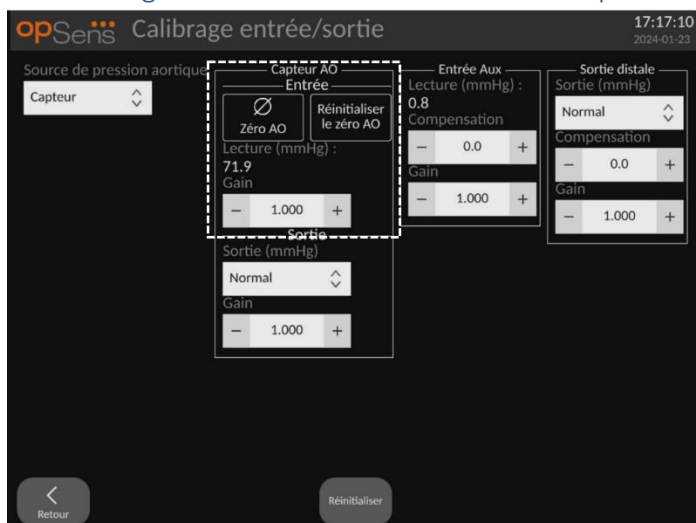 opSens Calibrage entrée/sortie
17:17:10
2024-01-23
Source de pression aortique
Capteur
Capteur AO
Entrée
Zéro AO
Réinitialiser
le zéro AO
Lecture (mmHg) :
71.9
Gain
− 1.000 +
Sortie
Sortie (mmHg)
Normal
Gain
− 1.000 +
Entrée Aux
Lecture (mmHg) :
0.8
Compensation
− 0.0 +
Gain
− 1.000 +
Sortie distale
Sortie (mmHg)
Normal
Compensation
− 0.0 +
Gain
− 1.000 +
Retour
Réinitialiser